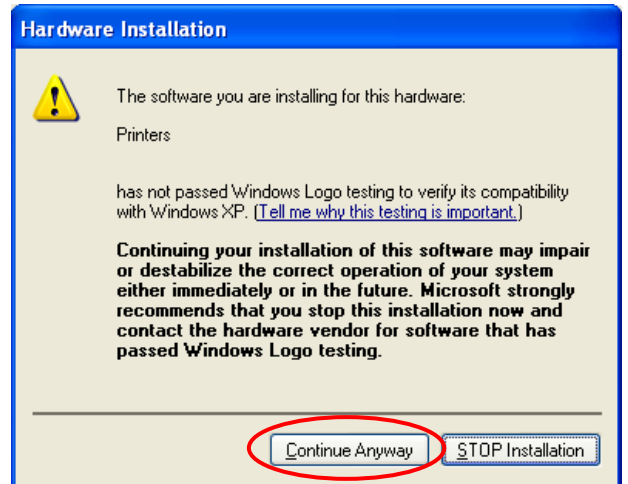 Hardware Installation
The software you are installing for this hardware:
Printers
has not passed Windows Logo testing to verify its compatibility
with Windows XP. (Tell me why this testing is important.)
Continuing your installation of this software may impair
or destabilize the correct operation of your system
either immediately or in the future. Microsoft strongly
recommends that you stop this installation now and
contact the hardware vendor for software that has
passed Windows Logo testing.
Continue Anyway STOP Installation